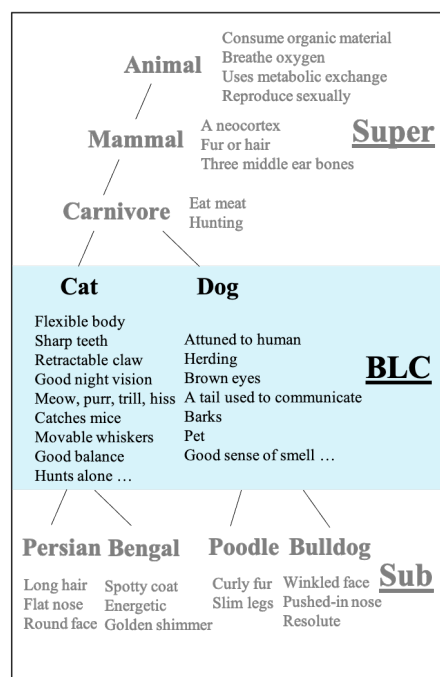 Animal
Consume organic material
Breathe oxygen
Uses metabolic exchange
Reproduce sexually
Mammal
A neocortex
Fur or hair
Three middle ear bones
Super
Carnivore
Eat meat
Hunting
Cat
Flexible body
Sharp teeth
Retractable claw
Good night vision
Meow, purr, trill, hiss
Catches mice
Movable whiskers
Good balance
Hunts alone …
Dog
Attuned to human
Herding
Brown eyes
A tail used to communicate
Barks
Pet
Good sense of smell …
BLC
Persian
Long hair
Flat nose
Round face
Bengal
Spotty coat
Energetic
Golden shimmer
Poodle
Curly fur
Slim legs
Bulldog
Winkled face
Pushed-in nose
Resolute
Sub